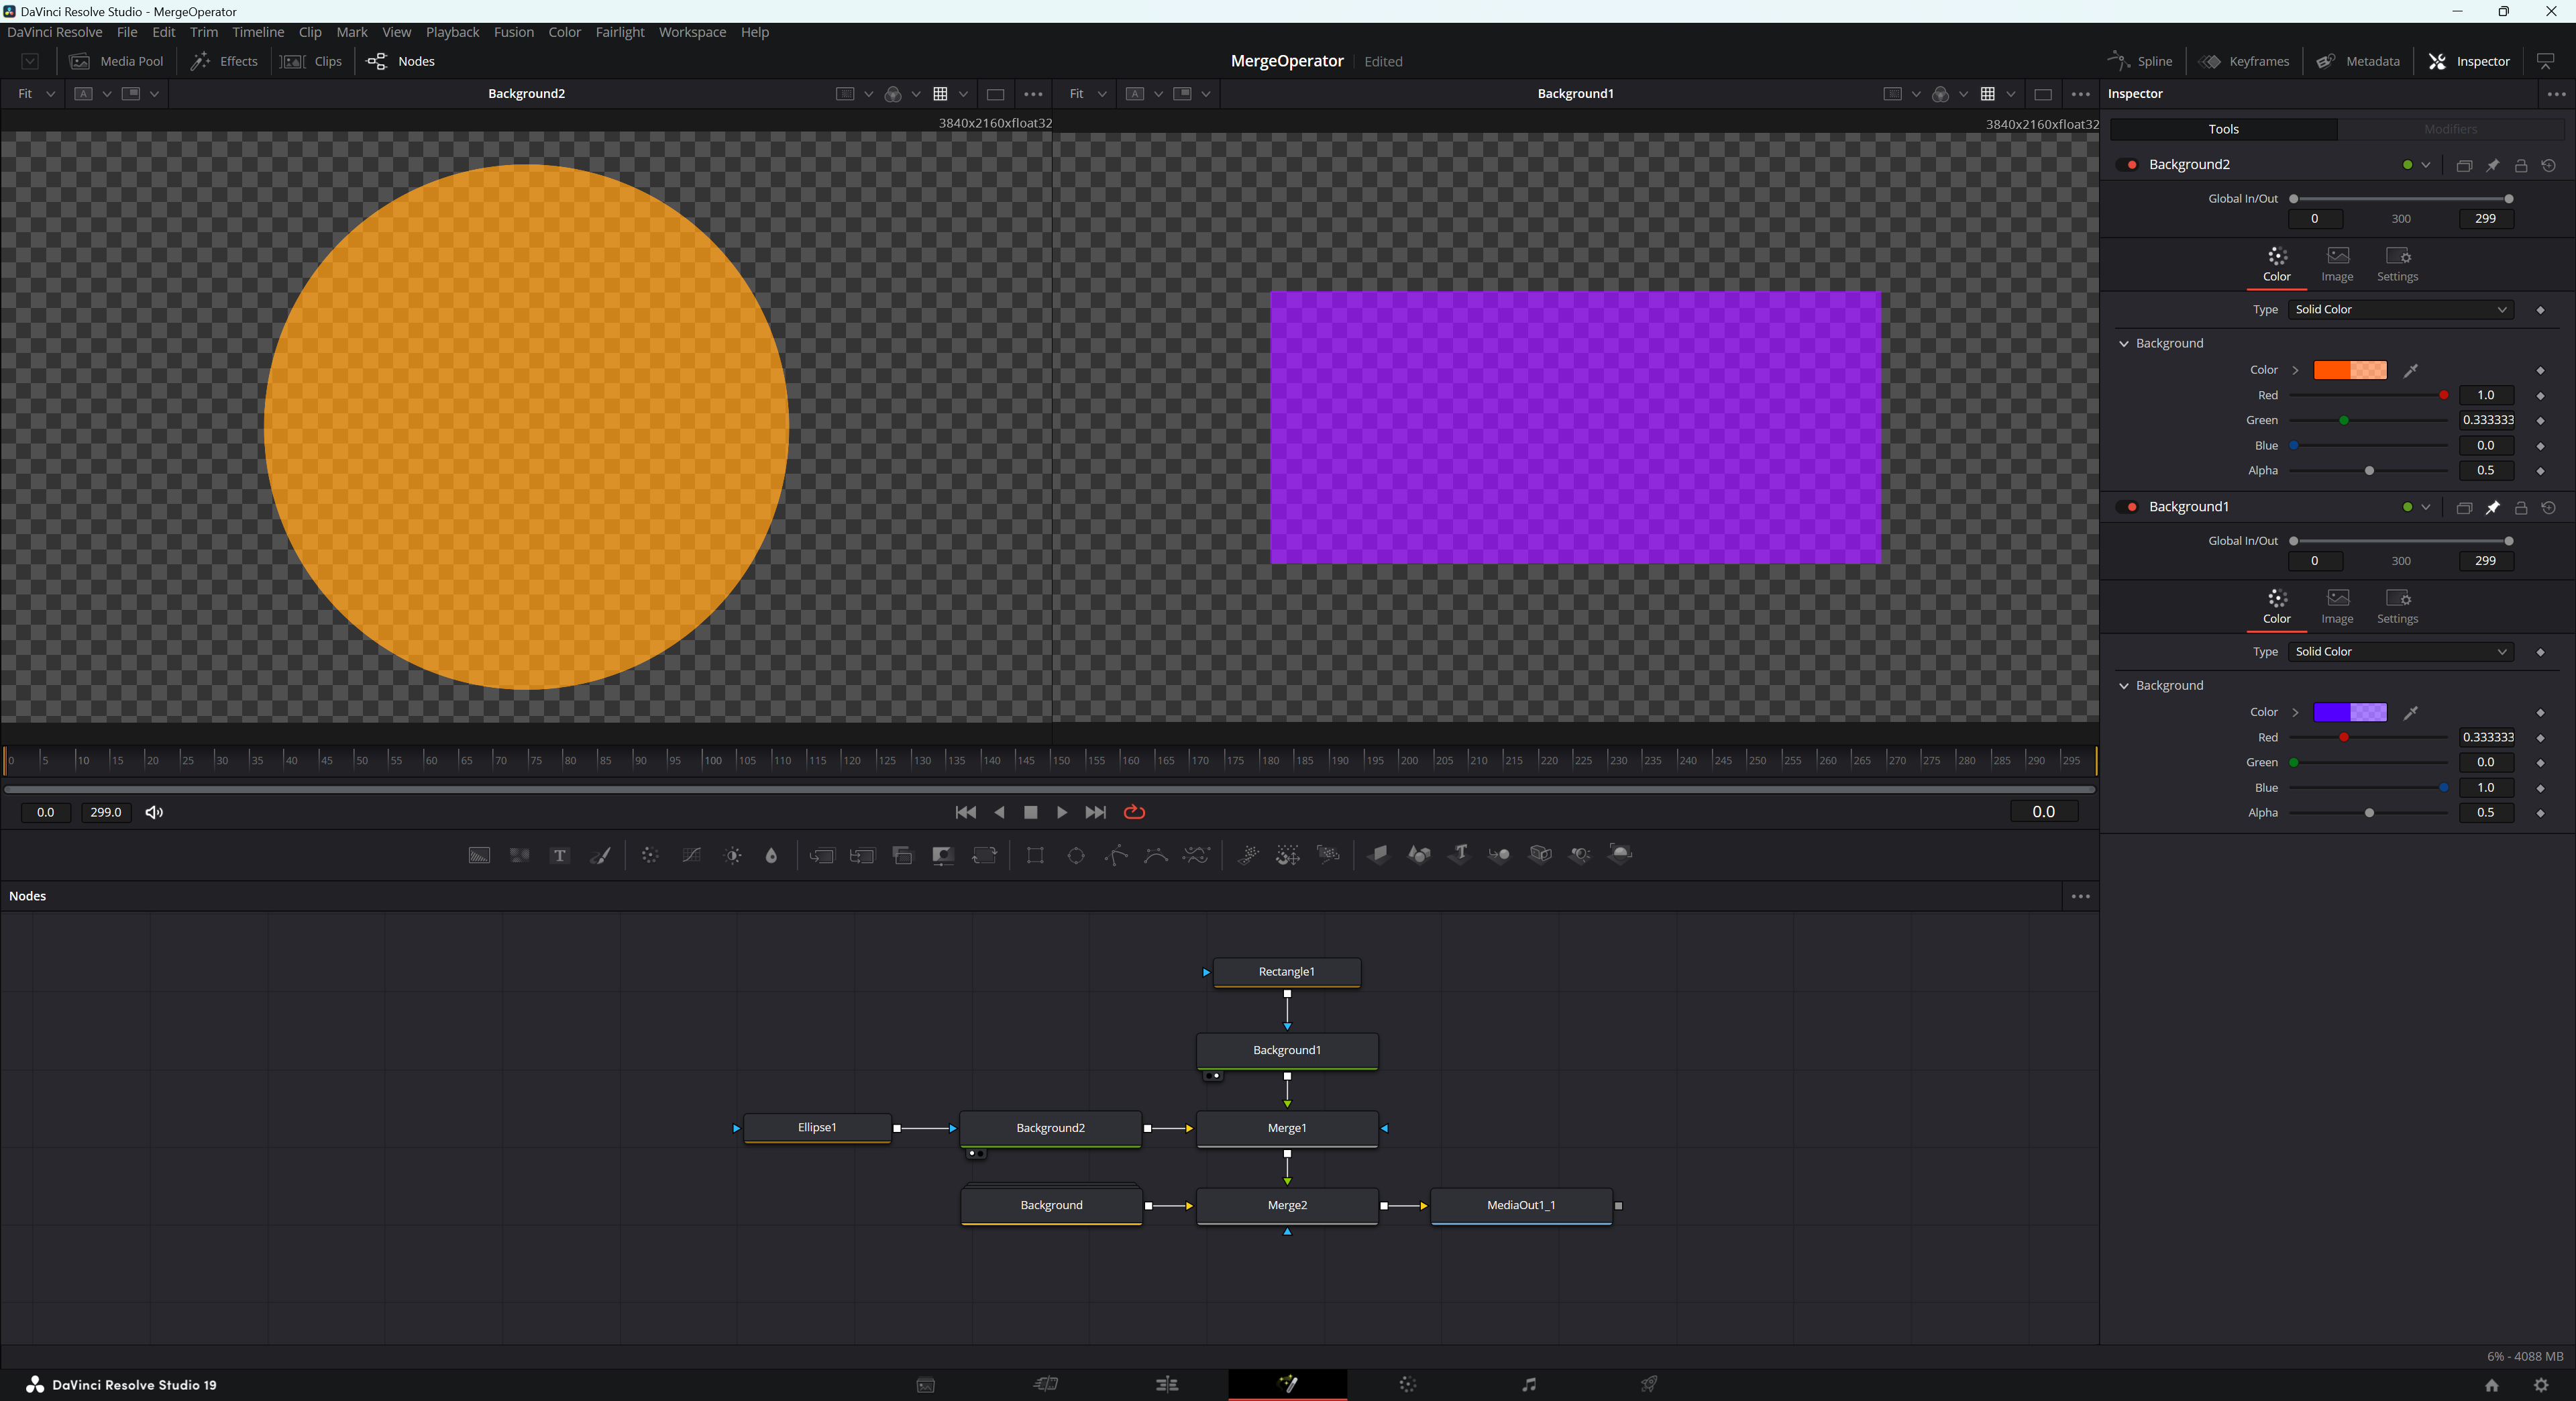 DaVinci Resolve Studio - MergeOperator
DaVinci Resolve File Edit Trim Timeline Clip Mark View Playback Fusion Color Fairlight Workspace Help
Media Pool Effects Clips Nodes MergeOperator Edited Spline Keyframes Metadata Inspector
Fit A Background2 Fit A Background1 Inspector
3840x2160xfloat32 3840x2160xfloat32
Tools Modifiers
Background2
Global In/Out
0 300 299
Color Image Settings
Type Solid Color
Background
Color
Red 1.0
Green 0.333333
Blue 0.0
Alpha 0.5
Background1
Global In/Out
0 300 299
Color Image Settings
Type Solid Color
Background
Color
Red 0.333333
Green 0.0
Blue 1.0
Alpha 0.5
0 5 10 15 20 25 30 35 40 45 50 55 60 65 70 75 80 85 90 95 100 105 110 115 120 125 130 135 140 145 150 155 160 165 170 175 180 185 190 195 200 205 210 215 220 225 230 235 240 245 250 255 260 265 270 275 280 285 290 295
0.0 299.0 0.0
T T
Nodes
Rectangle1
Background1
Ellipse1 Background2 Merge1
Background Merge2 MediaOut1_1
6% - 4088 MB
DaVinci Resolve Studio 19